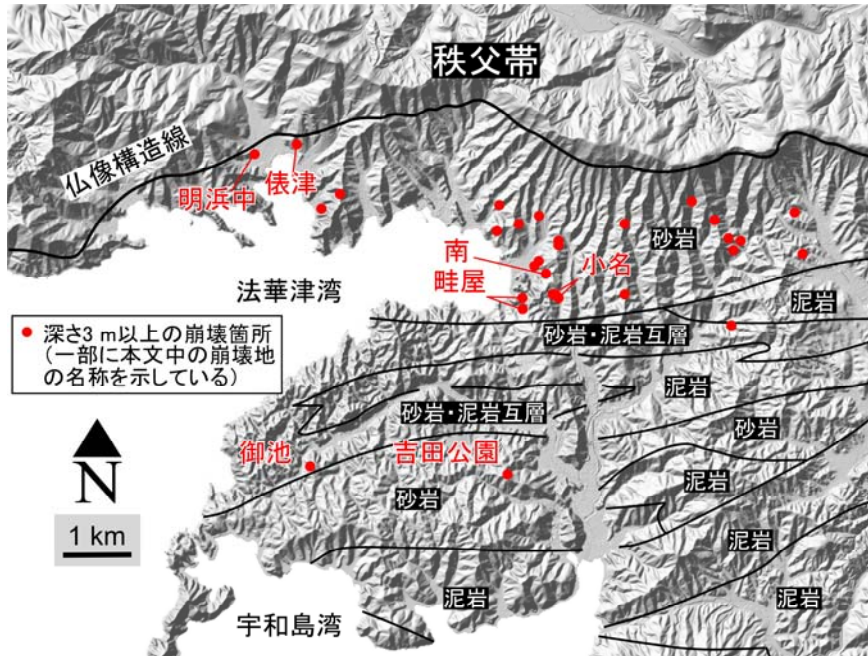 秩父帯
仏像構造線
明浜中
俵津
砂岩
南
小名
畦屋
法華津湾
泥岩
● 深さ3 m以上の崩壊箇所
（一部に本文中の崩壊地
の名称を示している）
砂岩・泥岩互層
泥岩
砂岩・泥岩互層
砂岩
御池
吉田公園
泥岩
砂岩
N
泥岩
1 km
泥岩
宇和島湾